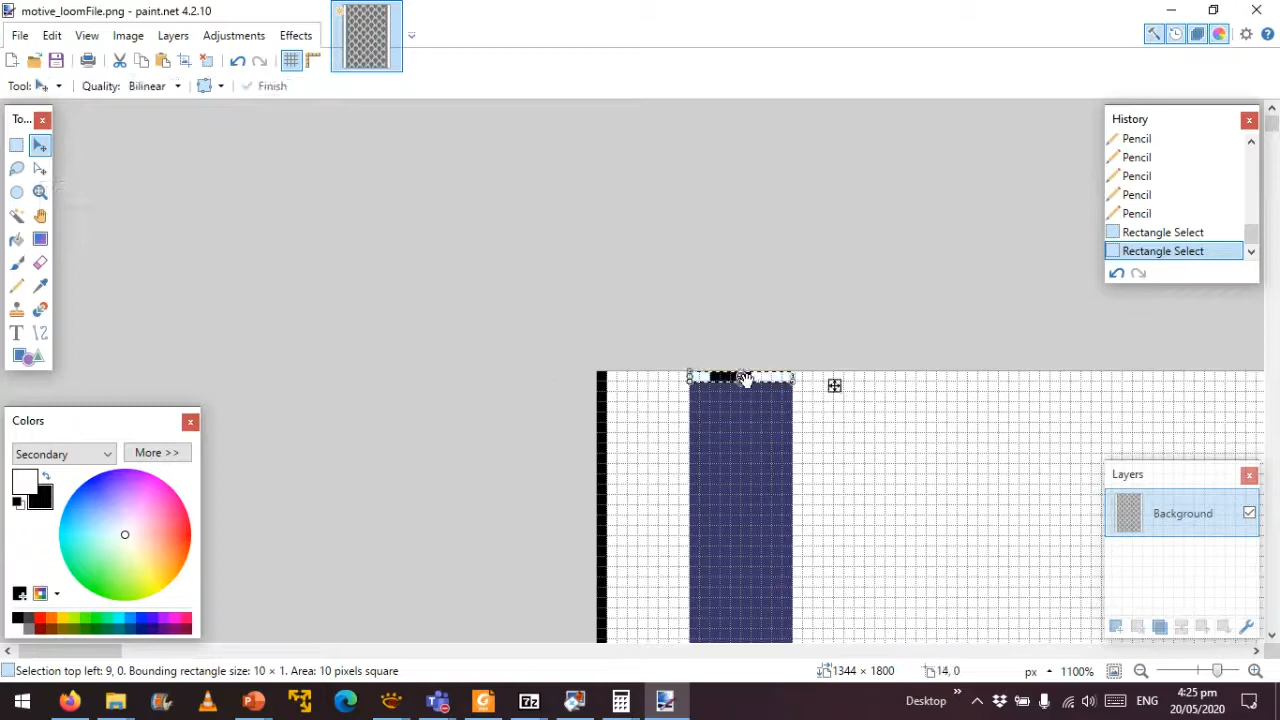 motive_loomFile.png - paint.net 4.2.10
File Edit View Image Layers Adjustments Effects
Tool: Quality: Bilinear Finish
To...
History
Pencil
Pencil
Pencil
Pencil
Pencil
Rectangle Select
Rectangle Select
Colors
Secondary More >>
Layers
Background
Selection top left: 9, 0. Bounding rectangle size: 10 × 1. Area: 10 pixels square 1344 × 1800 14, 0 px 1100%
Desktop ENG 4:25 pm
20/05/2020